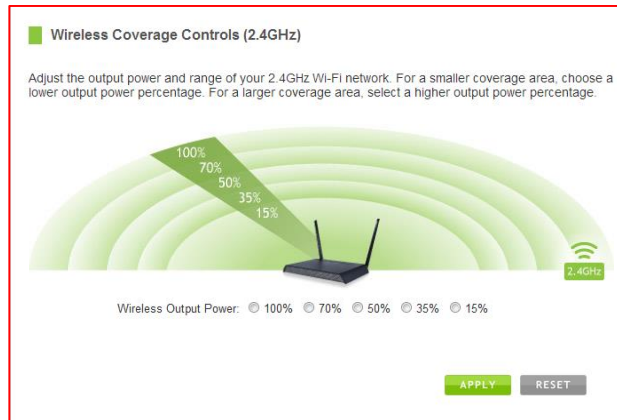 Wireless Coverage Controls (2.4GHz)
Adjust the output power and range of your 2.4GHz Wi-Fi network. For a smaller coverage area, choose a
lower output power percentage. For a larger coverage area, select a higher output power percentage.
100%
70%
50%
35%
15%
2.4GHz
Wireless Output Power: 100% 70% 50% 35% 15%
APPLY RESET